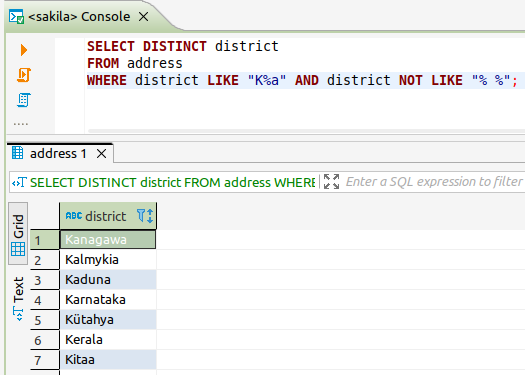 <sakila> Console
SELECT DISTINCT district
FROM address
WHERE district LIKE "K%a" AND district NOT LIKE "% %";
address 1
SELECT DISTINCT district FROM address WHERE
Enter a SQL expression to filter
Grid
Text
ABC district
1 Kanagawa
2 Kalmykia
3 Kaduna
4 Karnataka
5 Kütahya
6 Kerala
7 Kitaa